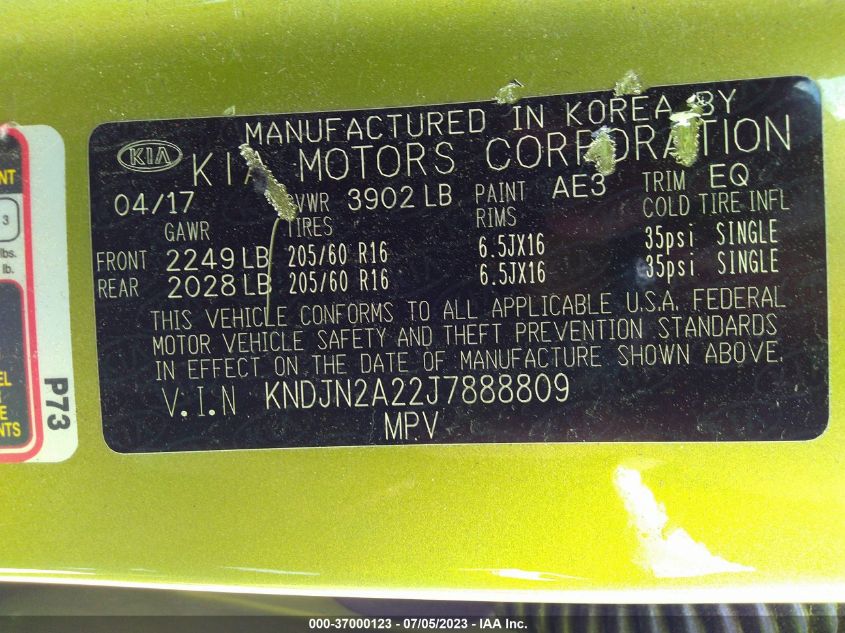 MANUFACTURED IN KOREA BY
KIA KIA MOTORS CORPORATION
04/17 GVWR 3902 LB PAINT AE3 TRIM EQ
GAWR TIRES RIMS COLD TIRE INFL
FRONT 2249 LB 205/60 R16 6.5JX16 35psi SINGLE
REAR 2028 LB 205/60 R16 6.5JX16 35psi SINGLE
THIS VEHICLE CONFORMS TO ALL APPLICABLE U.S.A. FEDERAL
MOTOR VEHICLE SAFETY AND THEFT PREVENTION STANDARDS
IN EFFECT ON THE DATE OF MANUFACTURE SHOWN ABOVE.
V.I.N KNDJN2A22J7888809
MPV
3
lbs.
lb.
P73
000-37000123 / 07/05/2023 - IAA Inc.